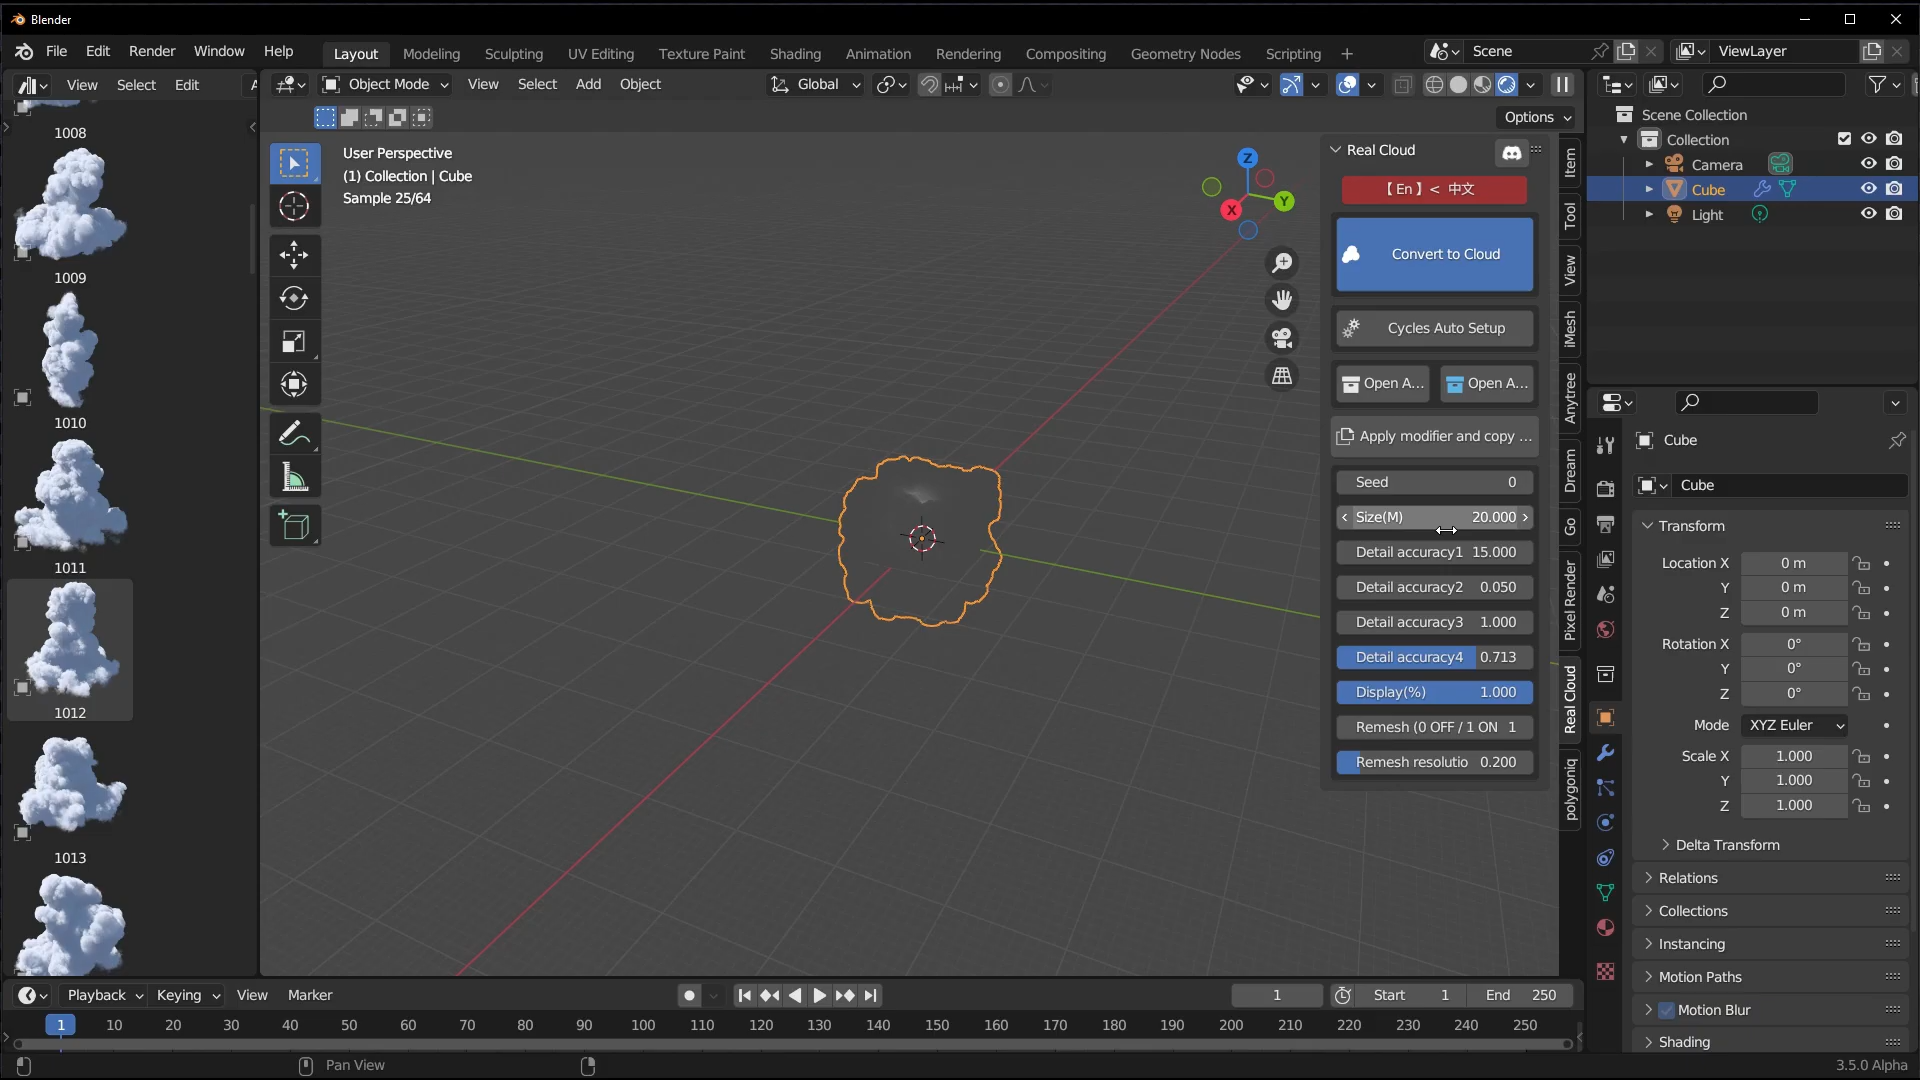 Blender
File Edit Render Window Help
Layout Modeling Sculpting UV Editing Texture Paint Shading Animation Rendering Compositing Geometry Nodes Scripting +
Scene
ViewLayer
View Select Edit
Object Mode View Select Add Object
Global
Options
1008
1009
1010
1011
1012
1013
User Perspective
(1) Collection | Cube
Sample 25/64
Z
Y
X
Real Cloud
【 En 】 < 中文
Convert to Cloud
Cycles Auto Setup
Open A... Open A...
Apply modifier and copy ...
Seed 0
Size(M) 20.000
Detail accuracy1 15.000
Detail accuracy2 0.050
Detail accuracy3 1.000
Detail accuracy4 0.713
Display(%) 1.000
Remesh (0 OFF / 1 ON 1
Remesh resolutio 0.200
Item
Tool
View
iMesh
Anytree
Dream
Go
Pixel Render
Real Cloud
polygoniq
Scene Collection
Collection
Camera
Cube
Light
Cube
Cube
Transform
Location X 0 m
Y 0 m
Z 0 m
Rotation X 0°
Y 0°
Z 0°
Mode XYZ Euler
Scale X 1.000
Y 1.000
Z 1.000
Delta Transform
Relations
Collections
Instancing
Motion Paths
Motion Blur
Shading
Playback Keying View Marker
1 Start 1 End 250
1 10 20 30 40 50 60 70 80 90 100 110 120 130 140 150 160 170 180 190 200 210 220 230 240 250
Pan View
3.5.0 Alpha